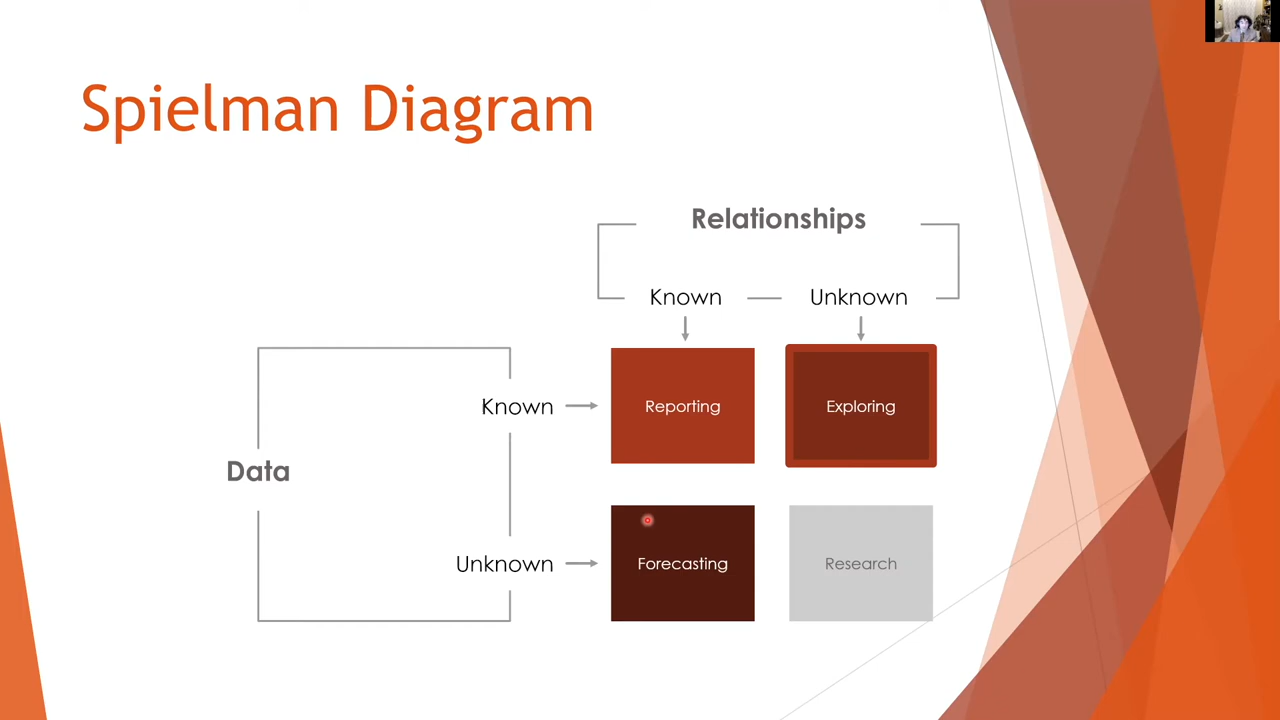 Spielman Diagram
Relationships
Known
Unknown
Known
Reporting
Exploring
Data
Unknown
Forecasting
Research